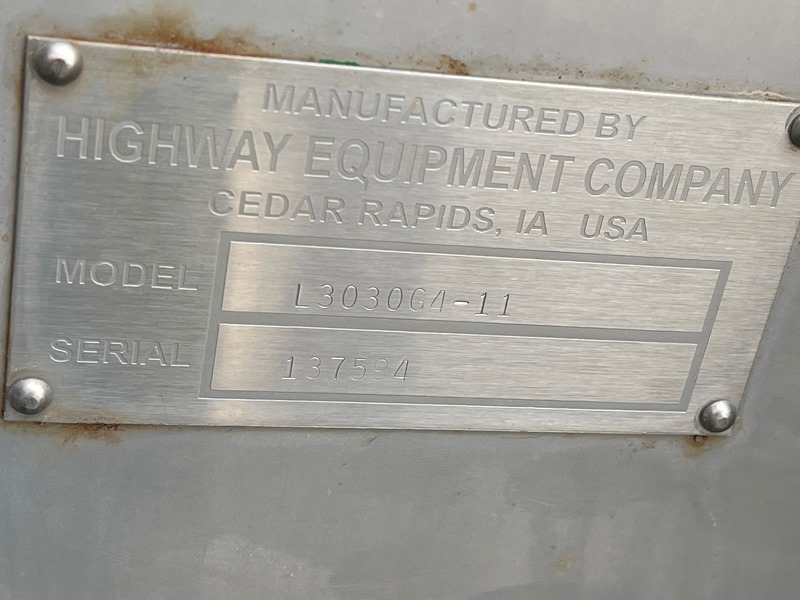 MANUFACTURED BY
HIGHWAY EQUIPMENT COMPANY
CEDAR RAPIDS, IA USA
MODEL L3030G4-11
SERIAL